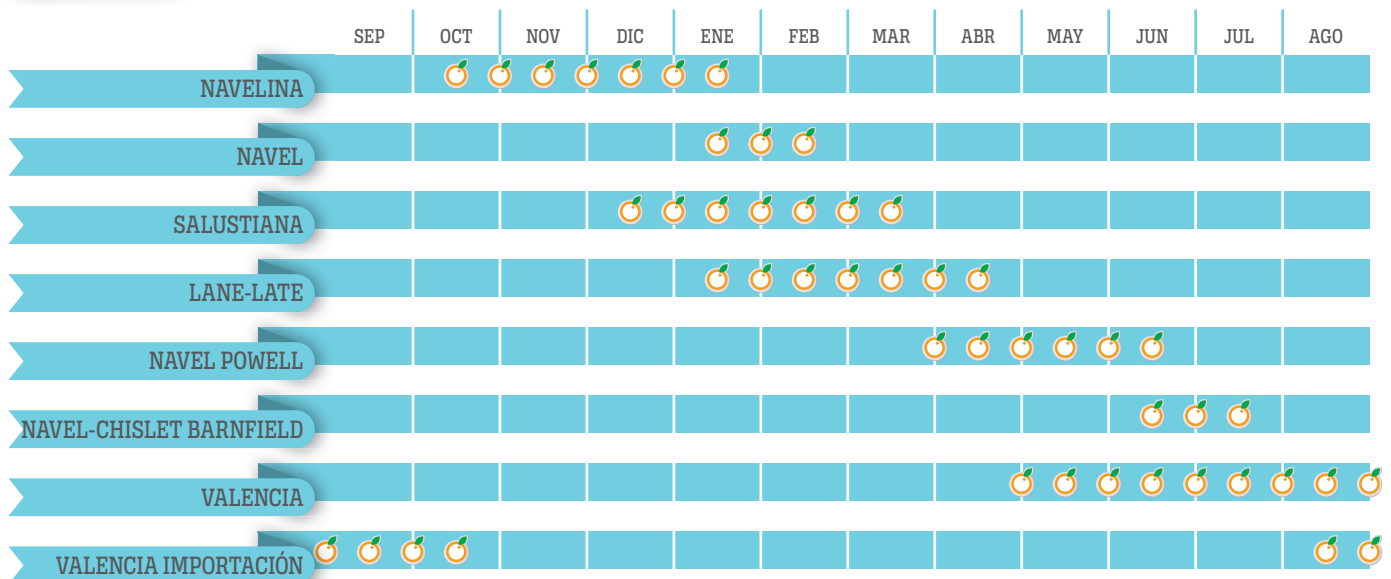 SEP OCT NOV DIC ENE FEB MAR ABR MAY JUN JUL AGO
NAVELINA
NAVEL
SALUSTIANA
LANE-LATE
NAVEL POWELL
NAVEL-CHISLET BARNFIELD
VALENCIA
VALENCIA IMPORTACIÓN